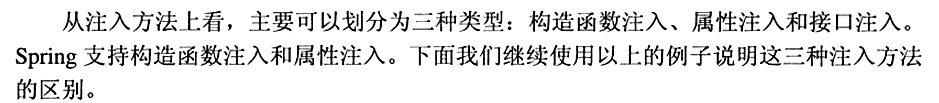 从注入方法上看，主要可以划分为三种类型：构造函数注入、属性注入和接口注入。
Spring 支持构造函数注入和属性注入。下面我们继续使用以上的例子说明这三种注入方法
的区别。